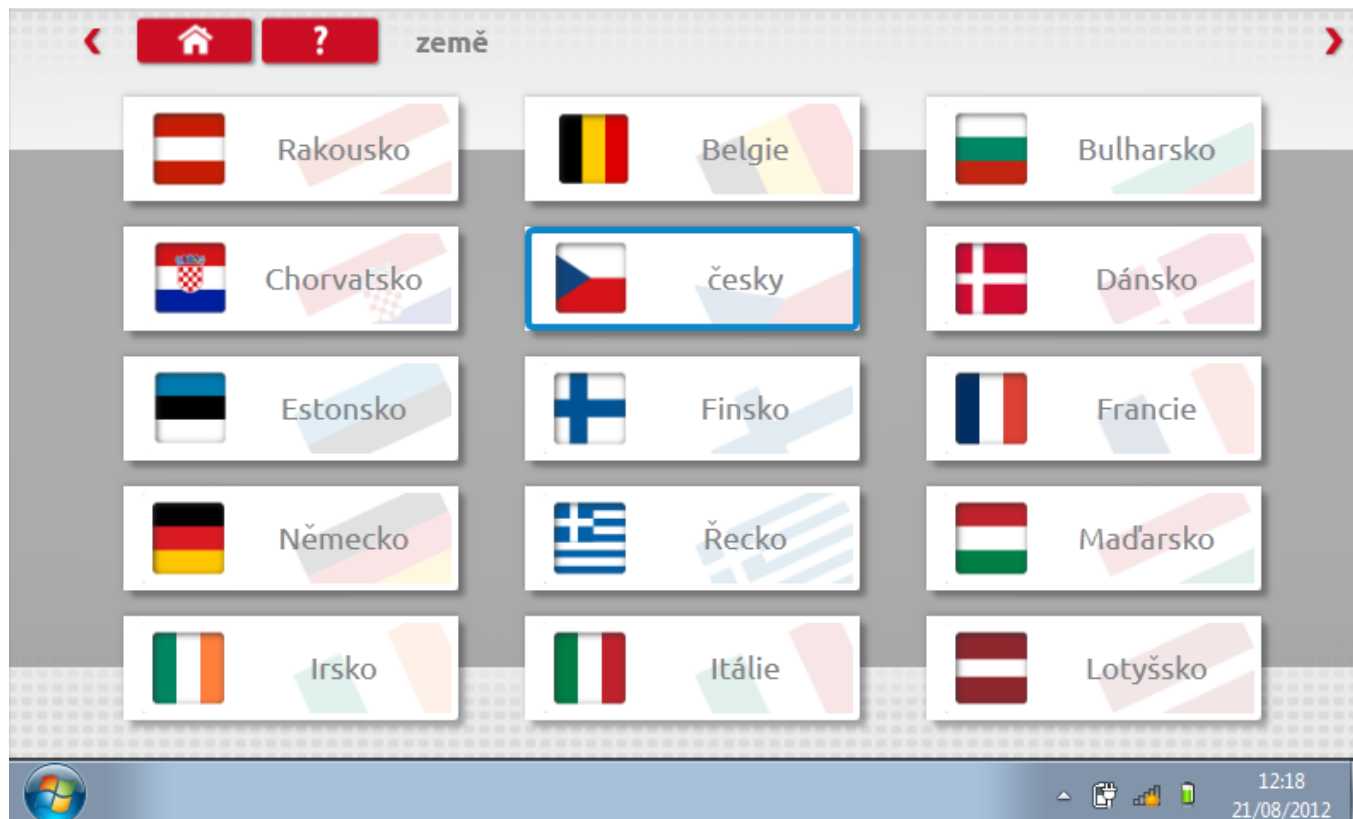 ? země
Rakousko Belgie Bulharsko
Chorvatsko česky Dánsko
Estonsko Finsko Francie
Německo Řecko Maďarsko
Irsko Itálie Lotyšsko
12:18
21/08/2012